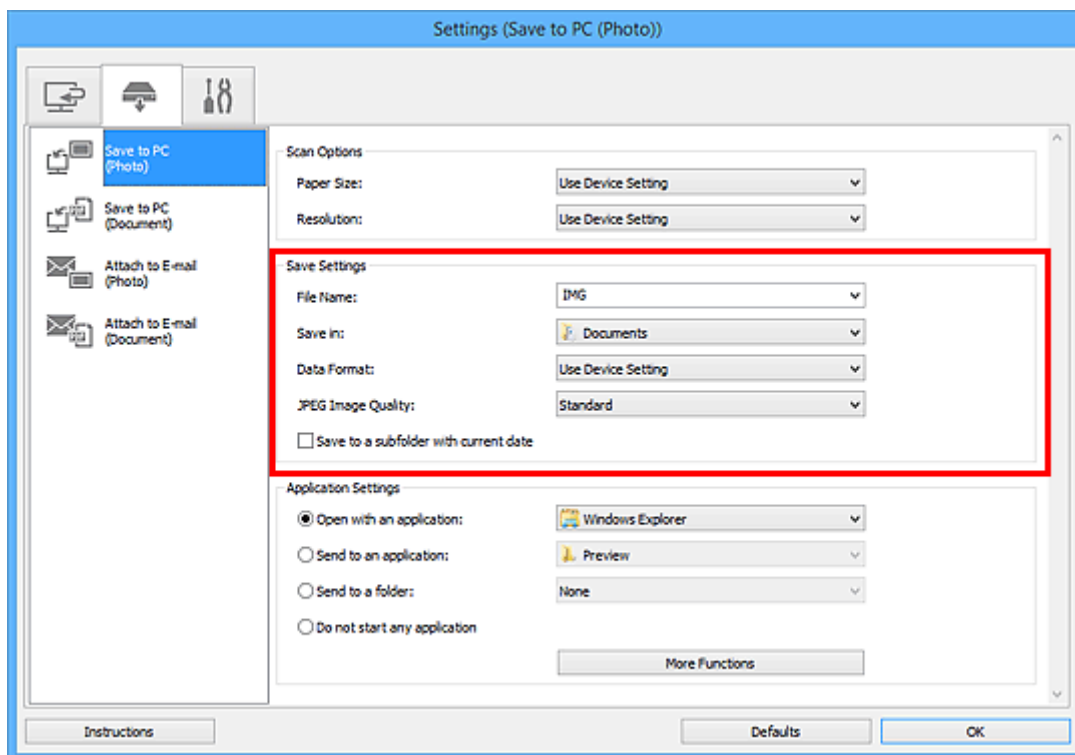 Settings (Save to PC (Photo))
Save to PC
(Photo)
Save to PC
(Document)
Attach to E-mail
(Photo)
Attach to E-mail
(Document)
Scan Options
Paper Size: Use Device Setting
Resolution: Use Device Setting
Save Settings
File Name: IMG
Save in: Documents
Data Format: Use Device Setting
JPEG Image Quality: Standard
Save to a subfolder with current date
Application Settings
Open with an application: Windows Explorer
Send to an application: Preview
Send to a folder: None
Do not start any application
More Functions
Instructions Defaults OK